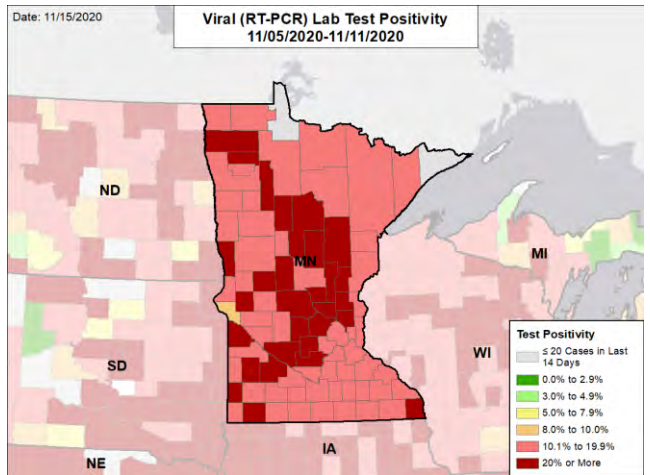 Date: 11/15/2020
Viral (RT-PCR) Lab Test Positivity
11/05/2020-11/11/2020
ND
MN
MI
SD
WI
NE
IA
Test Positivity
≤ 20 Cases in Last
14 Days
0.0% to 2.9%
3.0% to 4.9%
5.0% to 7.9%
8.0% to 10.0%
10.1% to 19.9%
20% or More